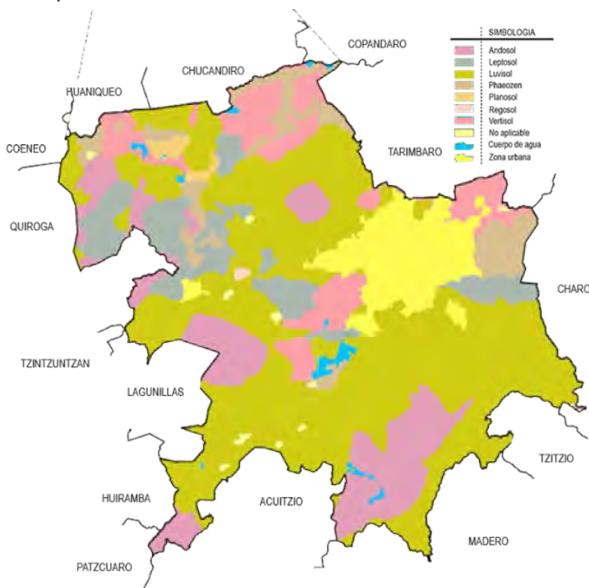 SIMBOLOGIA
Andosol
Leptosol
Luvisol
Phaeozen
Planosol
Regosol
Vertisol
No aplicable
Cuerpo de agua
Zona urbana
COPANDARO
CHUCANDIRO
HUANIQUEO
COENEO
TARIMBARO
QUIROGA
CHARO
TZINTZUNTZAN
LAGUNILLAS
TZITZIO
HUIRAMBA
ACUITZIO
MADERO
PATZCUARO